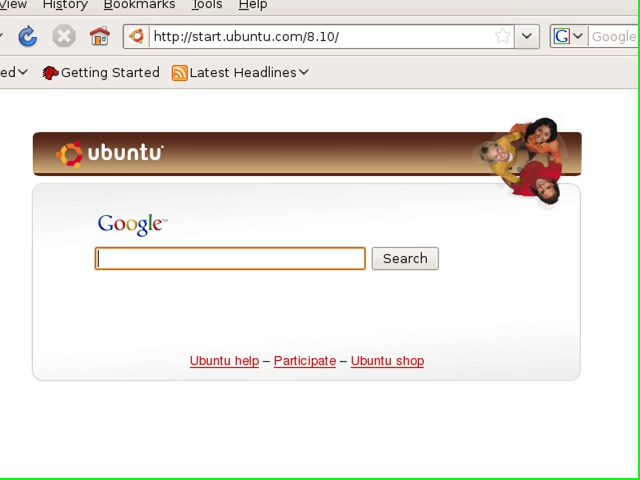 View History Bookmarks Tools Help
http://start.ubuntu.com/8.10/ G Google
ed Getting Started Latest Headlines
ubuntu
Google™
Search
Ubuntu help – Participate – Ubuntu shop